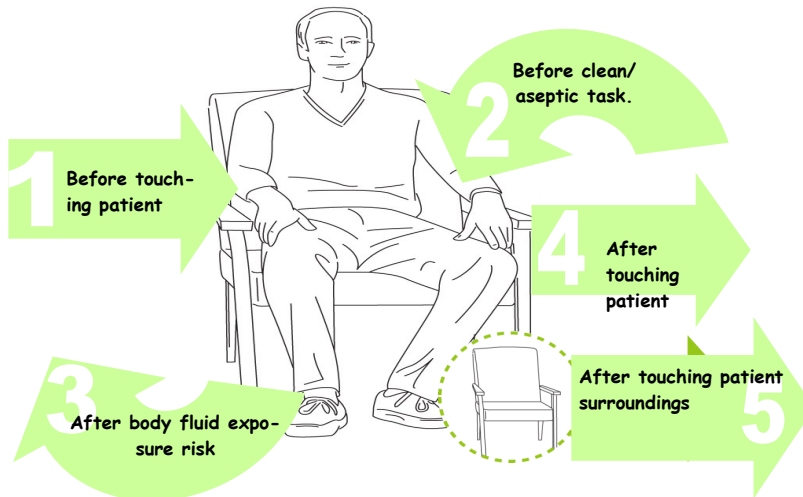 1
Before touch-
ing patient
2
Before clean/
aseptic task.
3
After body fluid expo-
sure risk
4
After
touching
patient
5
After touching patient
surroundings